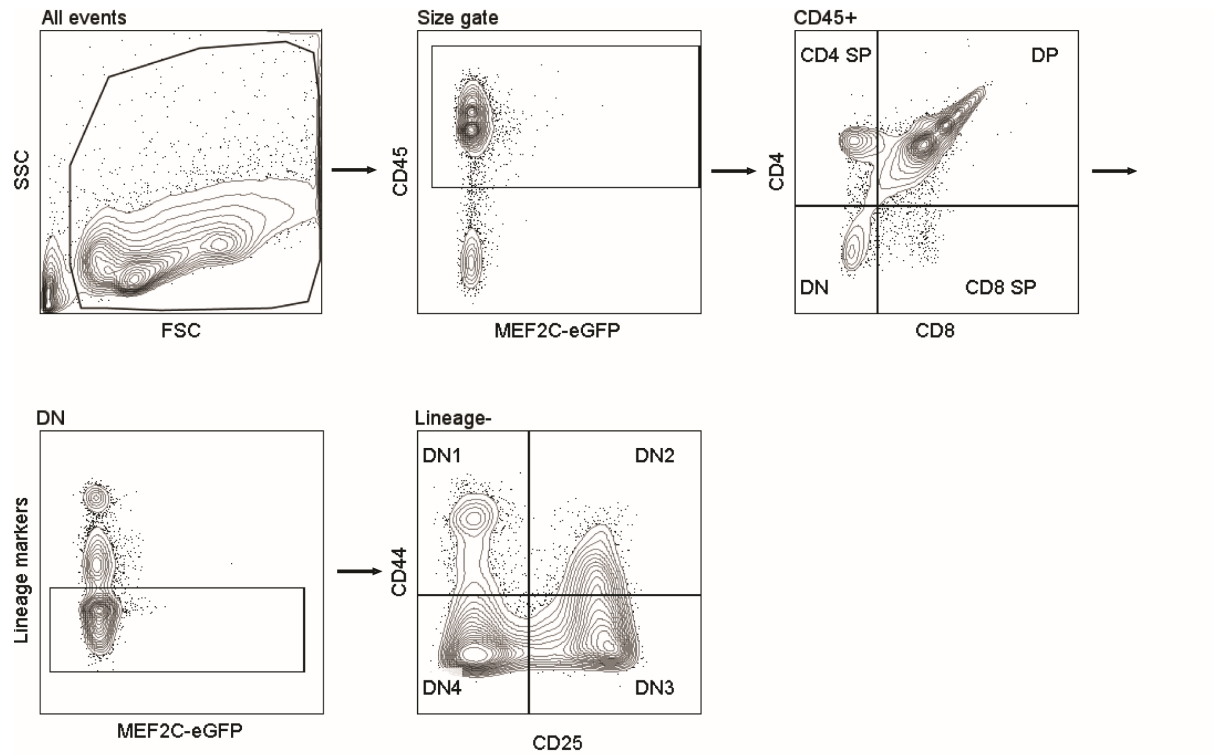 All events
SSC
FSC
Size gate
CD45
MEF2C-eGFP
CD45+
CD4 SP
DP
CD4
DN
CD8 SP
CD8
DN
Lineage markers
MEF2C-eGFP
Lineage-
DN1
DN2
CD44
DN4
DN3
CD25